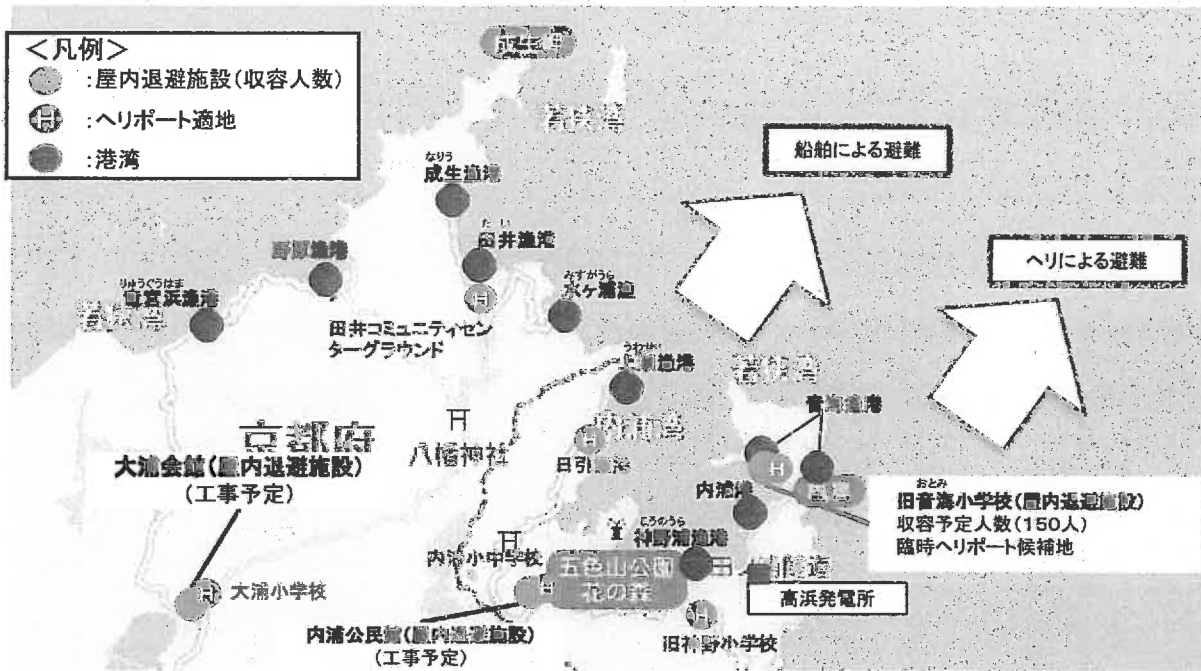 <凡例>
:屋内退避施設(収容人数)
H :ヘリポート適地
:港湾
船舶による避難
ヘリによる避難
なりう
成生漁港
たい
田井漁港
野原漁港
りゅうぐうはま
竜宮浜漁港
みずがうら
水ヶ浦漁
H
田井コミュニティセン
ターグラウンド
若狭湾
京都府
八幡神社
H
内浦湾
音海漁港
H
内浦港
大浦会館(屋内退避施設)
(工事予定)
おとみ
旧音海小学校(屋内退避施設)
収容予定人数(150人)
臨時ヘリポート候補地
こうのうら
神野浦漁港
内浦小中学校
五色山公園
花の森
高浜発電所
H
大浦小学校
内浦公民館(屋内退避施設)
(工事予定)
H
旧神野小学校